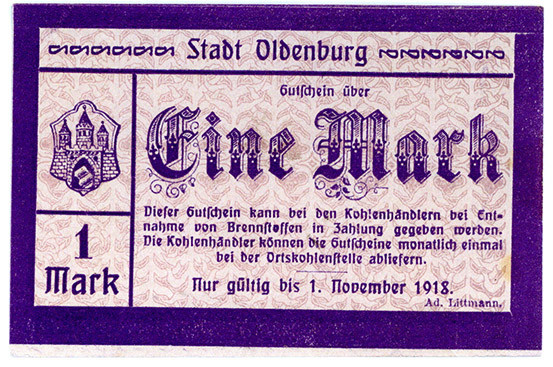 Stadt Oldenburg
Gutschein über
Eine Mark
1
Mark
Dieser Gutschein kann bei den Kohlenhändlern bei Ent-
nahme von Brennstoffen in Zahlung gegeben werden.
Die Kohlenhändler können die Gutscheine monatlich einmal
bei der Ortskohlenstelle abliefern.
Nur gültig bis 1. November 1918.
Ad. Littmann.